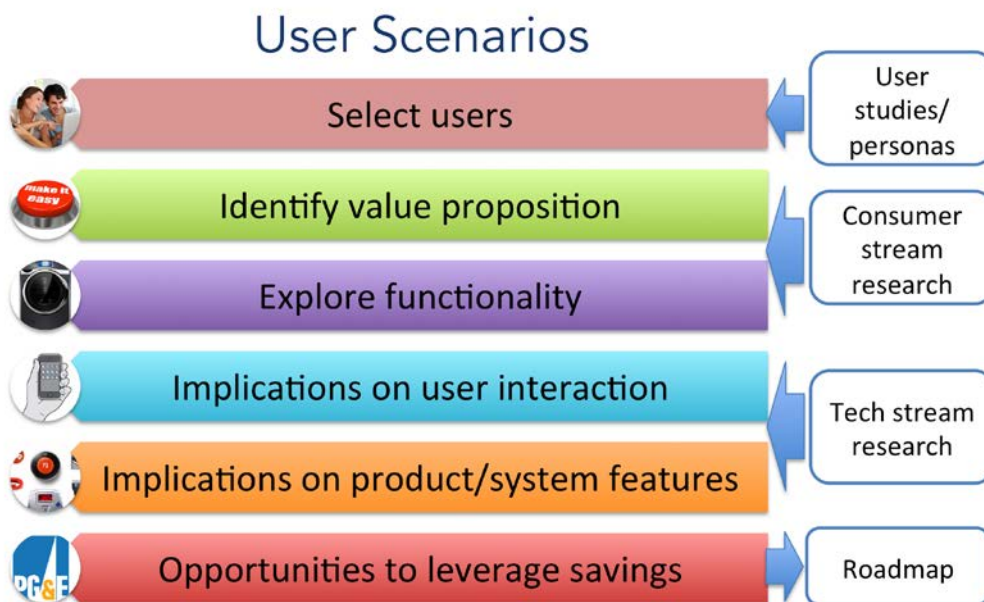 User Scenarios
Select users
User
studies/
personas
make it
easy
Identify value proposition
Consumer
stream
research
Explore functionality
Implications on user interaction
Tech stream
research
Implications on product/system features
PG&E
Opportunities to leverage savings
Roadmap